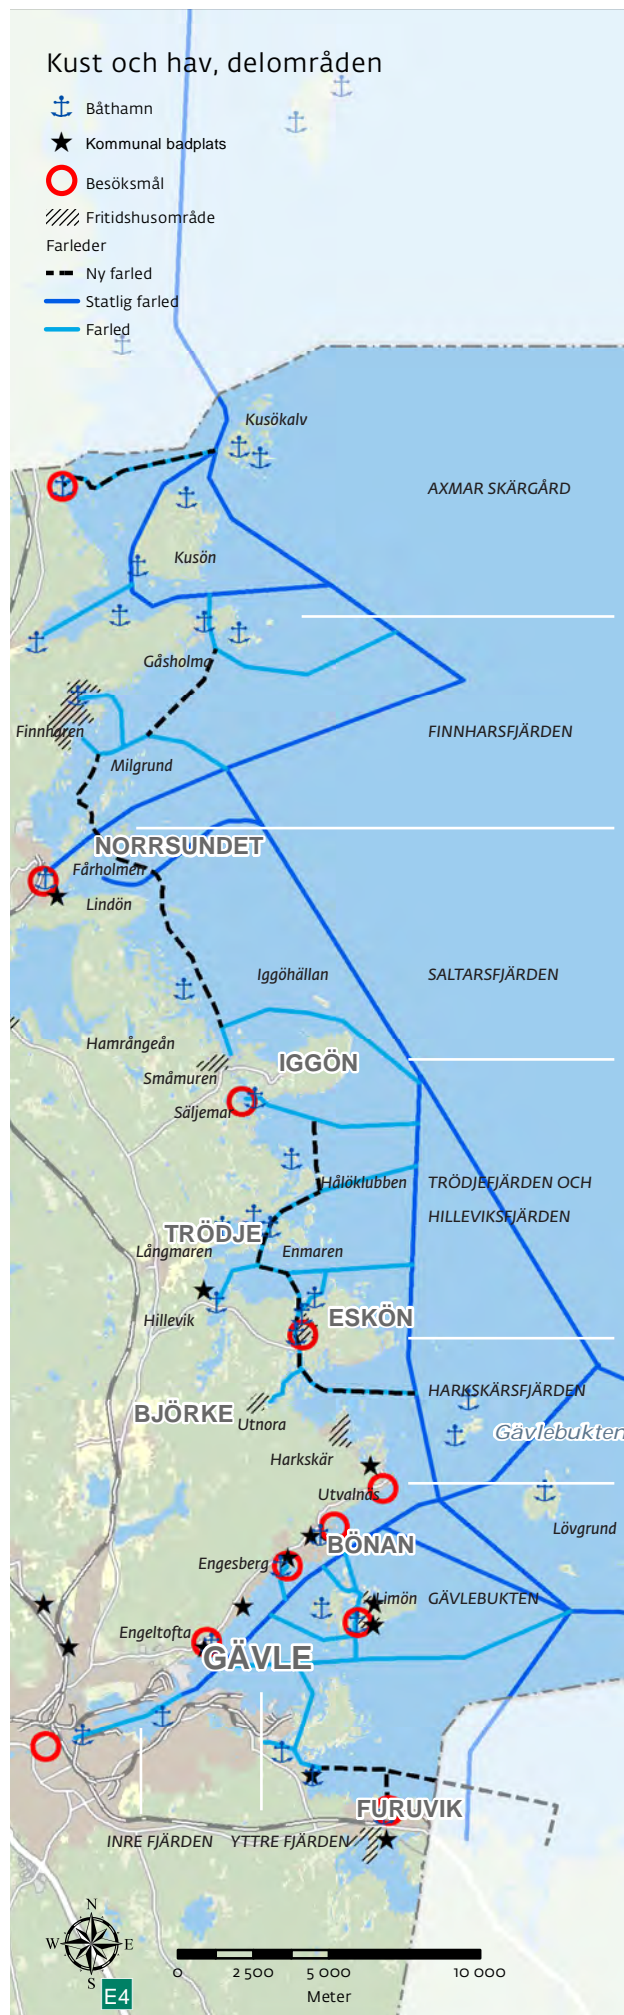 Kust och hav, delområden
Båthamn
Kommunal badplats
Besöksmål
Fritidshusområde
Farleder
Ny farled
Statlig farled
Farled
Kusökalv
AXMAR SKÄRGÅRD
Kusön
Gåsholma
Finnharen
FINNHARSFJÄRDEN
Milgrund
NORRSUNDET
Fårholmen
Lindön
Iggöhällan
SALTARSFJÄRDEN
Hamrångeån
IGGÖN
Småmuren
Säljemar
Hålöklubben
TRÖDJEFJÄRDEN OCH
HILLEVIKSFJÄRDEN
TRÖDJE
Långmaren
Enmaren
Hillevik
ESKÖN
HARKSKÄRSFJÄRDEN
BJÖRKE
Utnora
Gävlebukten
Harkskär
Utvalnäs
Lövgrund
BÖNAN
Engesberg
Limön
GÄVLEBUKTEN
Engeltofta
GÄVLE
FURUVIK
INRE FJÄRDEN
YTTRE FJÄRDEN
N
W
E
S
0
2 500
5 000
10 000
Meter
E4